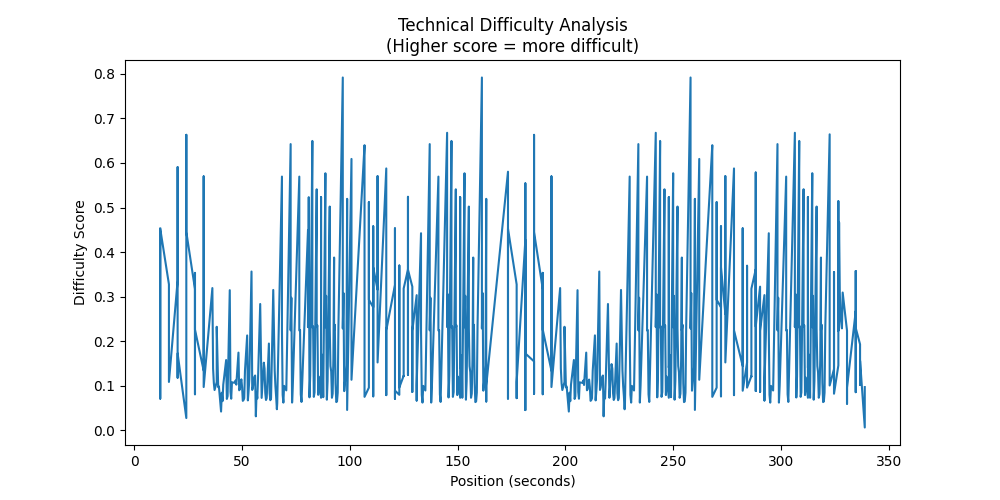 Technical Difficulty Analysis
(Higher score = more difficult)
Difficulty Score
0.8
0.7
0.6
0.5
0.4
0.3
0.2
0.1
0.0
0 50 100 150 200 250 300 350
Position (seconds)